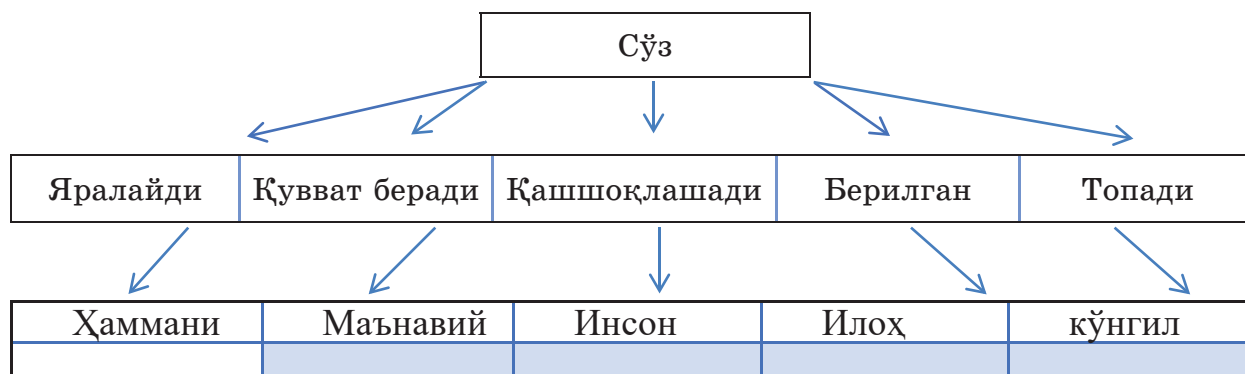 Сўз
Яралайди Қувват беради Қашшоқлашади Берилган Топади
Ҳаммани Маънавий Инсон Илоҳ кўнгил